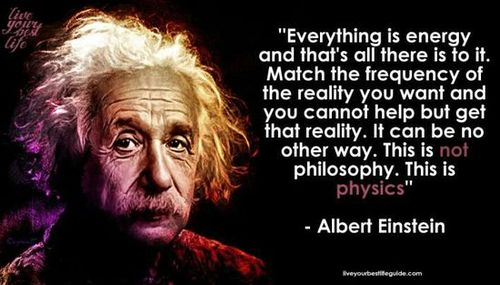 live
your
best
life
"Everything is energy
and that's all there is to it.
Match the frequency of
the reality you want and
you cannot help but get
that reality. It can be no
other way. This is not
philosophy. This is
physics"
- Albert Einstein
liveyourbestlifeguide.com